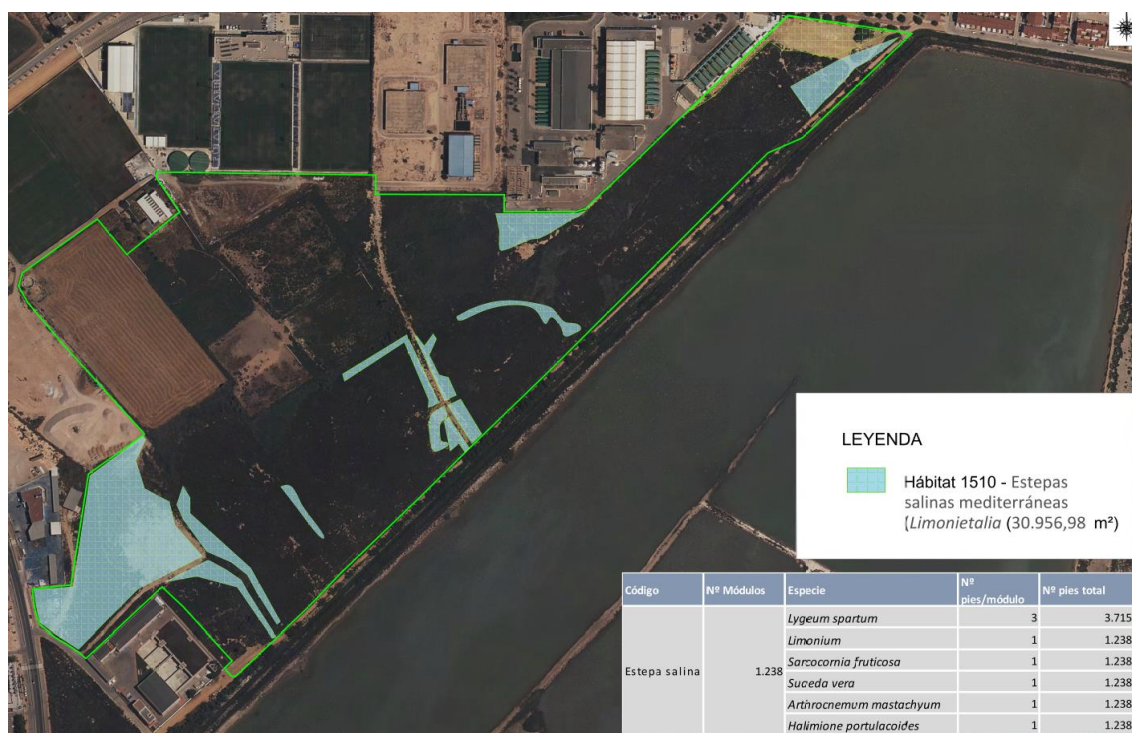 LEYENDA
Hábitat 1510 - Estepas
salinas mediterráneas
(Limonietalia (30.956,98 m²)
Código Nº Módulos Especie Nº pies/módulo Nº pies total
Estepa salina 1.238
Lygeum spartum 3 3.715
Limonium 1 1.238
Sarcocornia fruticosa 1 1.238
Suceda vera 1 1.238
Arthrocnemum mastachyum 1 1.238
Halimione portulacoides 1 1.238